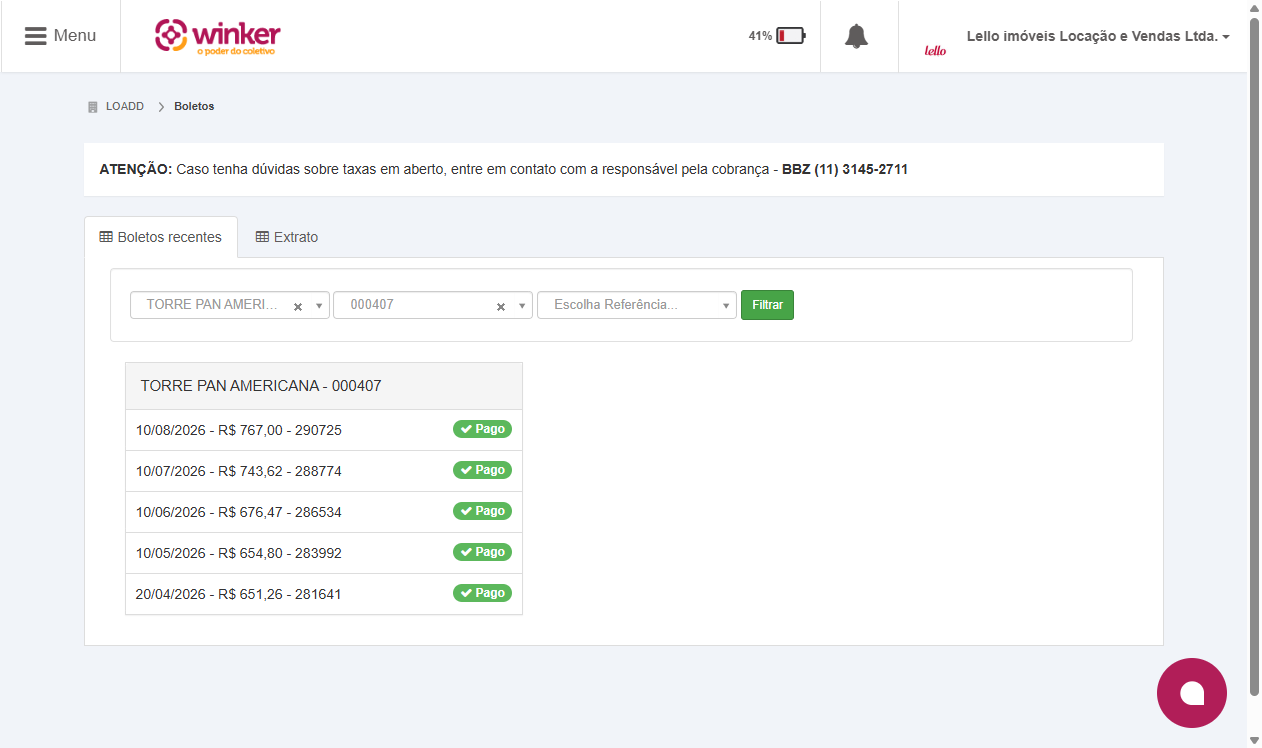 Menu
winker
o poder do coletivo
41%
lello
Lello imóveis Locação e Vendas Ltda.
LOADD
Boletos
ATENÇÃO: Caso tenha dúvidas sobre taxas em aberto, entre em contato com a responsável pela cobrança - BBZ (11) 3145-2711
Boletos recentes
Extrato
TORRE PAN AMERI...
000407
Escolha Referência...
Filtrar
TORRE PAN AMERICANA - 000407
10/08/2026 - R$ 767,00 - 290725 Pago
10/07/2026 - R$ 743,62 - 288774 Pago
10/06/2026 - R$ 676,47 - 286534 Pago
10/05/2026 - R$ 654,80 - 283992 Pago
20/04/2026 - R$ 651,26 - 281641 Pago